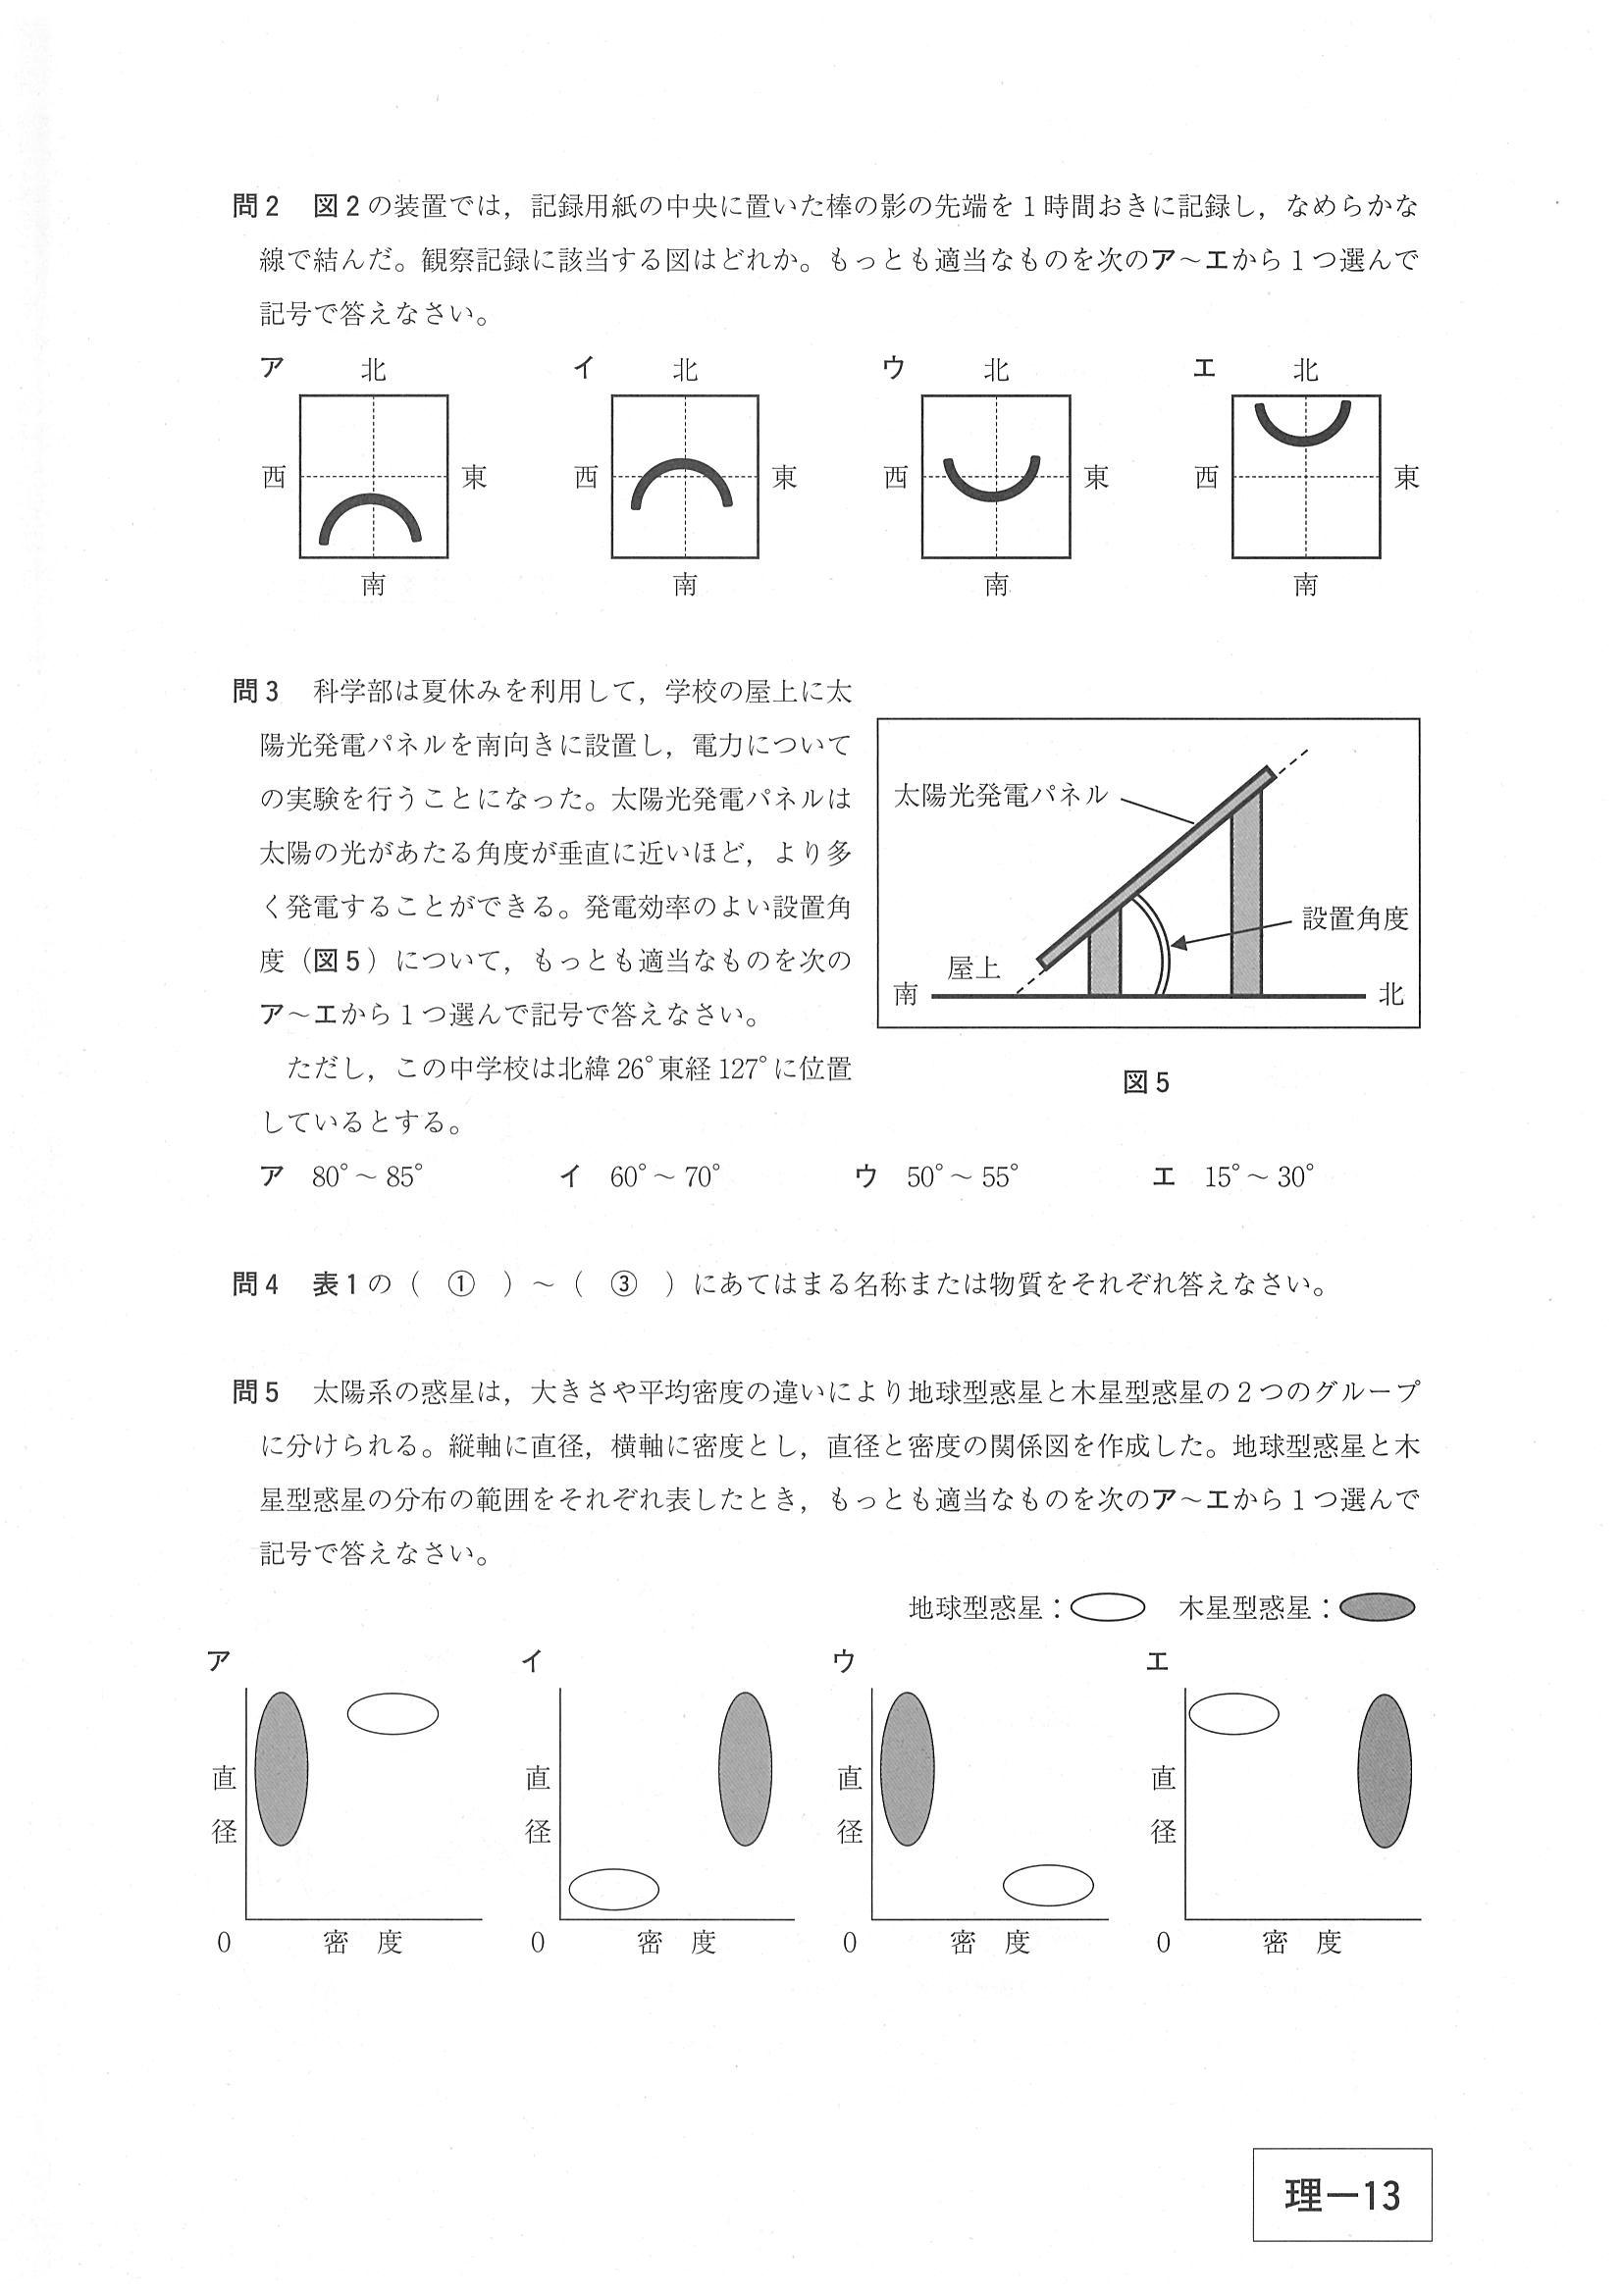 問2 図2の装置では，記録用紙の中央に置いた棒の影の先端を1時間おきに記録し，なめらかな
線で結んだ。観察記録に該当する図はどれか。もっとも適当なものを次のア～エから1つ選んで
記号で答えなさい。
ア イ ウ エ
北 北 北 北
西 東 西 東 西 東 西 東
南 南 南 南
問3 科学部は夏休みを利用して，学校の屋上に太
陽光発電パネルを南向きに設置し，電力について
の実験を行うことになった。太陽光発電パネルは
太陽の光があたる角度が垂直に近いほど，より多
く発電することができる。発電効率のよい設置角
度（図5）について，もっとも適当なものを次の
ア～エから1つ選んで記号で答えなさい。
ただし，この中学校は北緯26°東経127°に位置
しているとする。
太陽光発電パネル
設置角度
屋上
南 北
図5
ア 80°～85° イ 60°～70° ウ 50°～55° エ 15°～30°
問4 表1の（ ① ）～（ ③ ）にあてはまる名称または物質をそれぞれ答えなさい。
問5 太陽系の惑星は，大きさや平均密度の違いにより地球型惑星と木星型惑星の2つのグループ
に分けられる。縦軸に直径，横軸に密度とし，直径と密度の関係図を作成した。地球型惑星と木
星型惑星の分布の範囲をそれぞれ表したとき，もっとも適当なものを次のア～エから1つ選んで
記号で答えなさい。
地球型惑星： 木星型惑星：
ア イ ウ エ
直径 直径 直径 直径
0 密 度 0 密 度 0 密 度 0 密 度
理―13